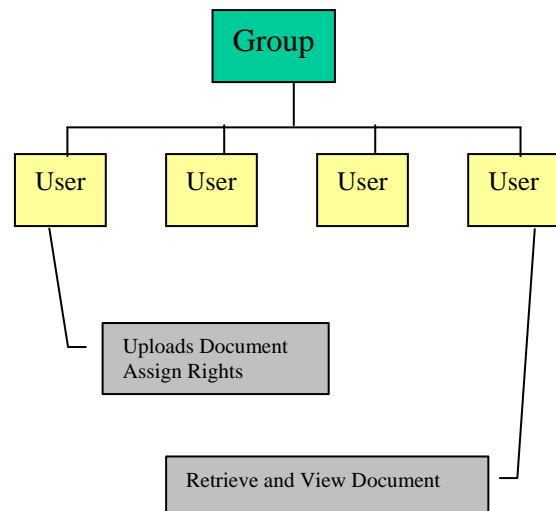 Group
User
User
User
User
Uploads Document
Assign Rights
Retrieve and View Document